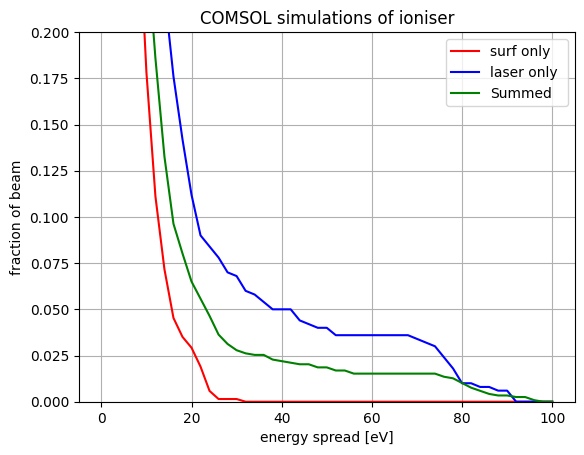 COMSOL simulations of ioniser
surf only
laser only
Summed
fraction of beam
0.200
0.175
0.150
0.125
0.100
0.075
0.050
0.025
0.000
0 20 40 60 80 100
energy spread [eV]